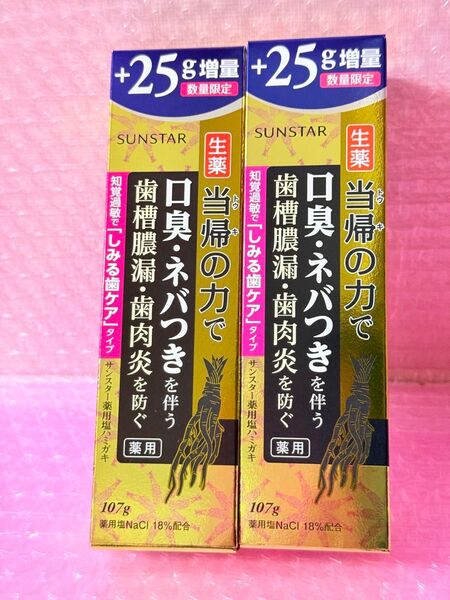 +25g増量
数量限定
SUNSTAR
生薬
トウキ
当帰の力で
口臭・ネバつきを伴う
歯槽膿漏・歯肉炎を防ぐ
知覚過敏で「しみる歯ケア」タイプ
サンスター薬用塩ハミガキ
薬用
107g
薬用塩NaCl 18%配合
+25g増量
数量限定
SUNSTAR
生薬
トウキ
当帰の力で
口臭・ネバつきを伴う
歯槽膿漏・歯肉炎を防ぐ
知覚過敏で「しみる歯ケア」タイプ
サンスター薬用塩ハミガキ
薬用
107g
薬用塩NaCl 18%配合